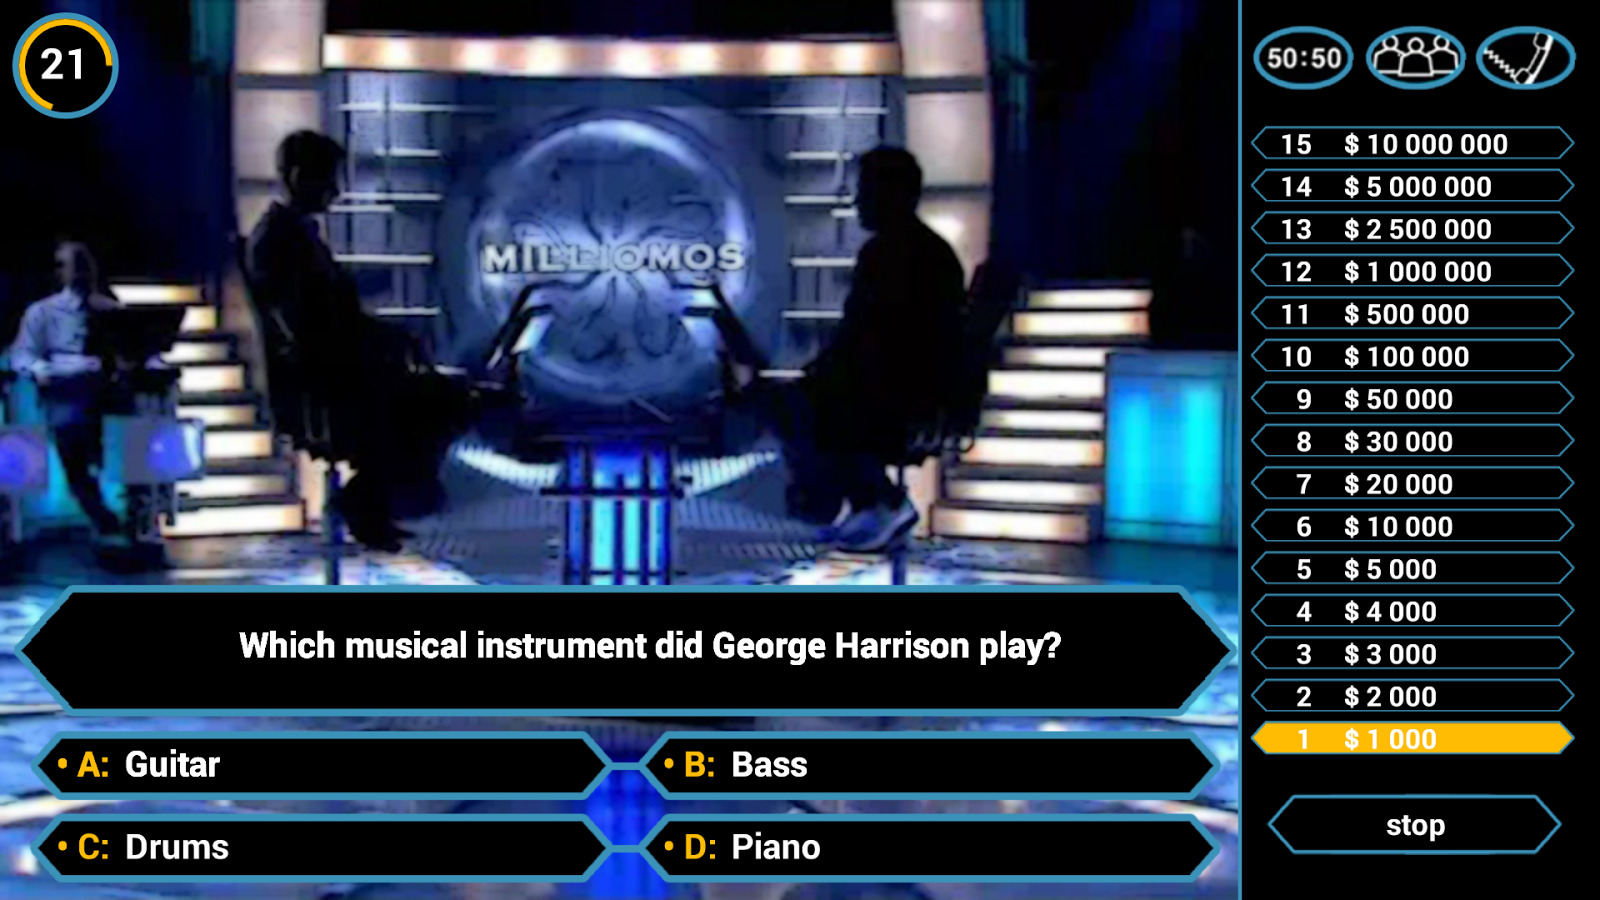 21
MILLIOMOS
Which musical instrument did George Harrison play?
• A: Guitar
• B: Bass
• C: Drums
• D: Piano
50:50
15 $ 10 000 000
14 $ 5 000 000
13 $ 2 500 000
12 $ 1 000 000
11 $ 500 000
10 $ 100 000
9 $ 50 000
8 $ 30 000
7 $ 20 000
6 $ 10 000
5 $ 5 000
4 $ 4 000
3 $ 3 000
2 $ 2 000
1 $ 1 000
stop